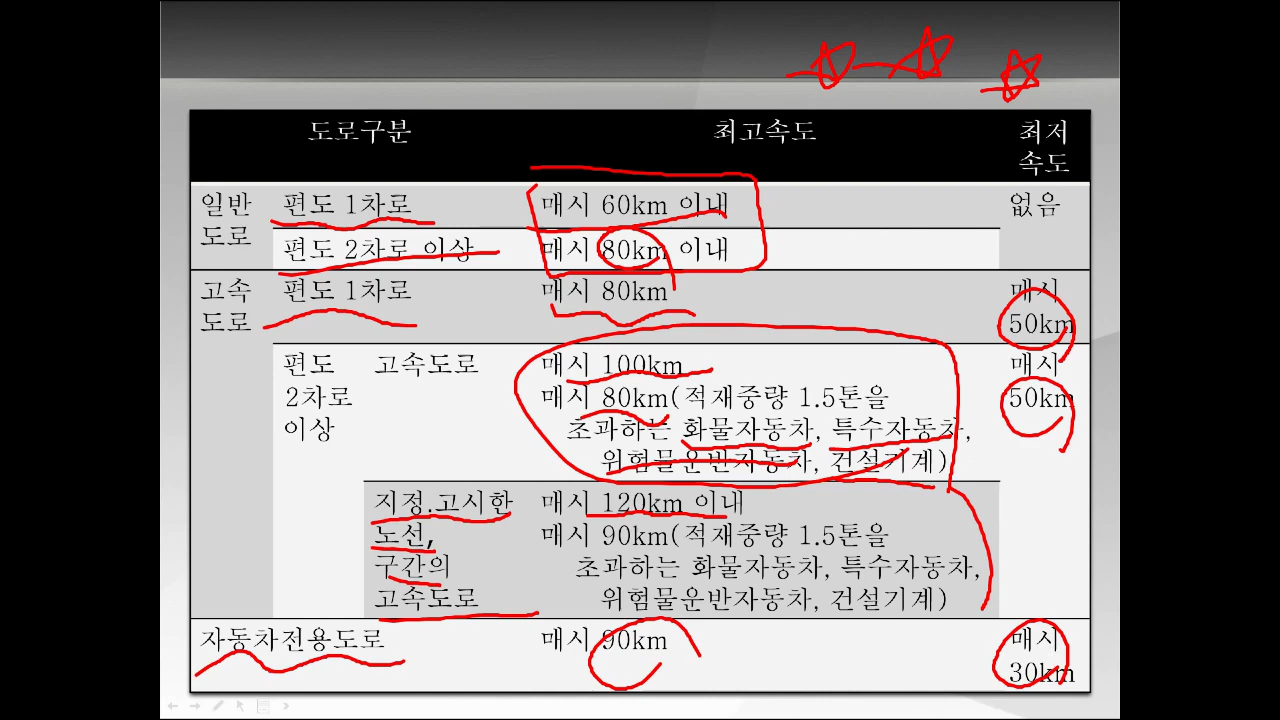 도로구분 최고속도 최저
속도
일반
도로 편도 1차로 매시 60km 이내 없음
편도 2차로 이상 매시 80km 이내
고속
도로 편도 1차로 매시 80km 매시
50km
편도
2차로
이상 고속도로 매시 100km 매시
50km
매시 80km(적재중량 1.5톤을
초과하는 화물자동차, 특수자동차,
위험물운반자동차, 건설기계)
지정.고시한
노선,
구간의
고속도로 매시 120km 이내
매시 90km(적재중량 1.5톤을
초과하는 화물자동차, 특수자동차,
위험물운반자동차, 건설기계)
자동차전용도로 매시 90km 매시
30km